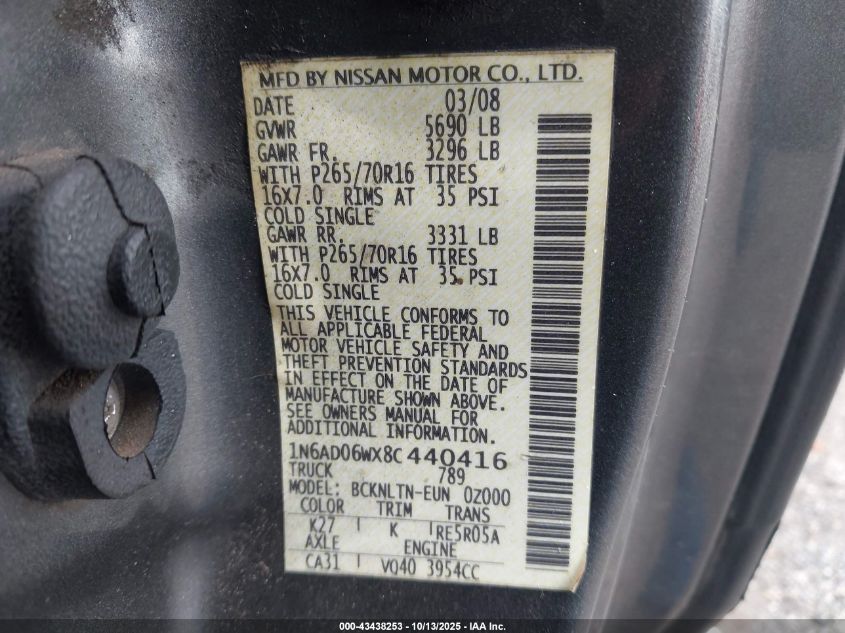 MFD BY NISSAN MOTOR CO., LTD.
DATE 03/08
GVWR 5690 LB
GAWR FR. 3296 LB
WITH P265/70R16 TIRES
16X7.0 RIMS AT 35 PSI
COLD SINGLE
GAWR RR. 3331 LB
WITH P265/70R16 TIRES
16X7.0 RIMS AT 35 PSI
COLD SINGLE
THIS VEHICLE CONFORMS TO
ALL APPLICABLE FEDERAL
MOTOR VEHICLE SAFETY AND
THEFT PREVENTION STANDARDS
IN EFFECT ON THE DATE OF
MANUFACTURE SHOWN ABOVE.
SEE OWNERS MANUAL FOR
ADDITIONAL INFORMATION.
1N6AD06WX8C440416
TRUCK 789
MODEL: BCKNLTN-EUN 0Z000
COLOR TRIM TRANS
K27 K RE5R05A
AXLE ENGINE
CA31 VQ40 3954CC
000-43438253 - 10/13/2025 - IAA Inc.